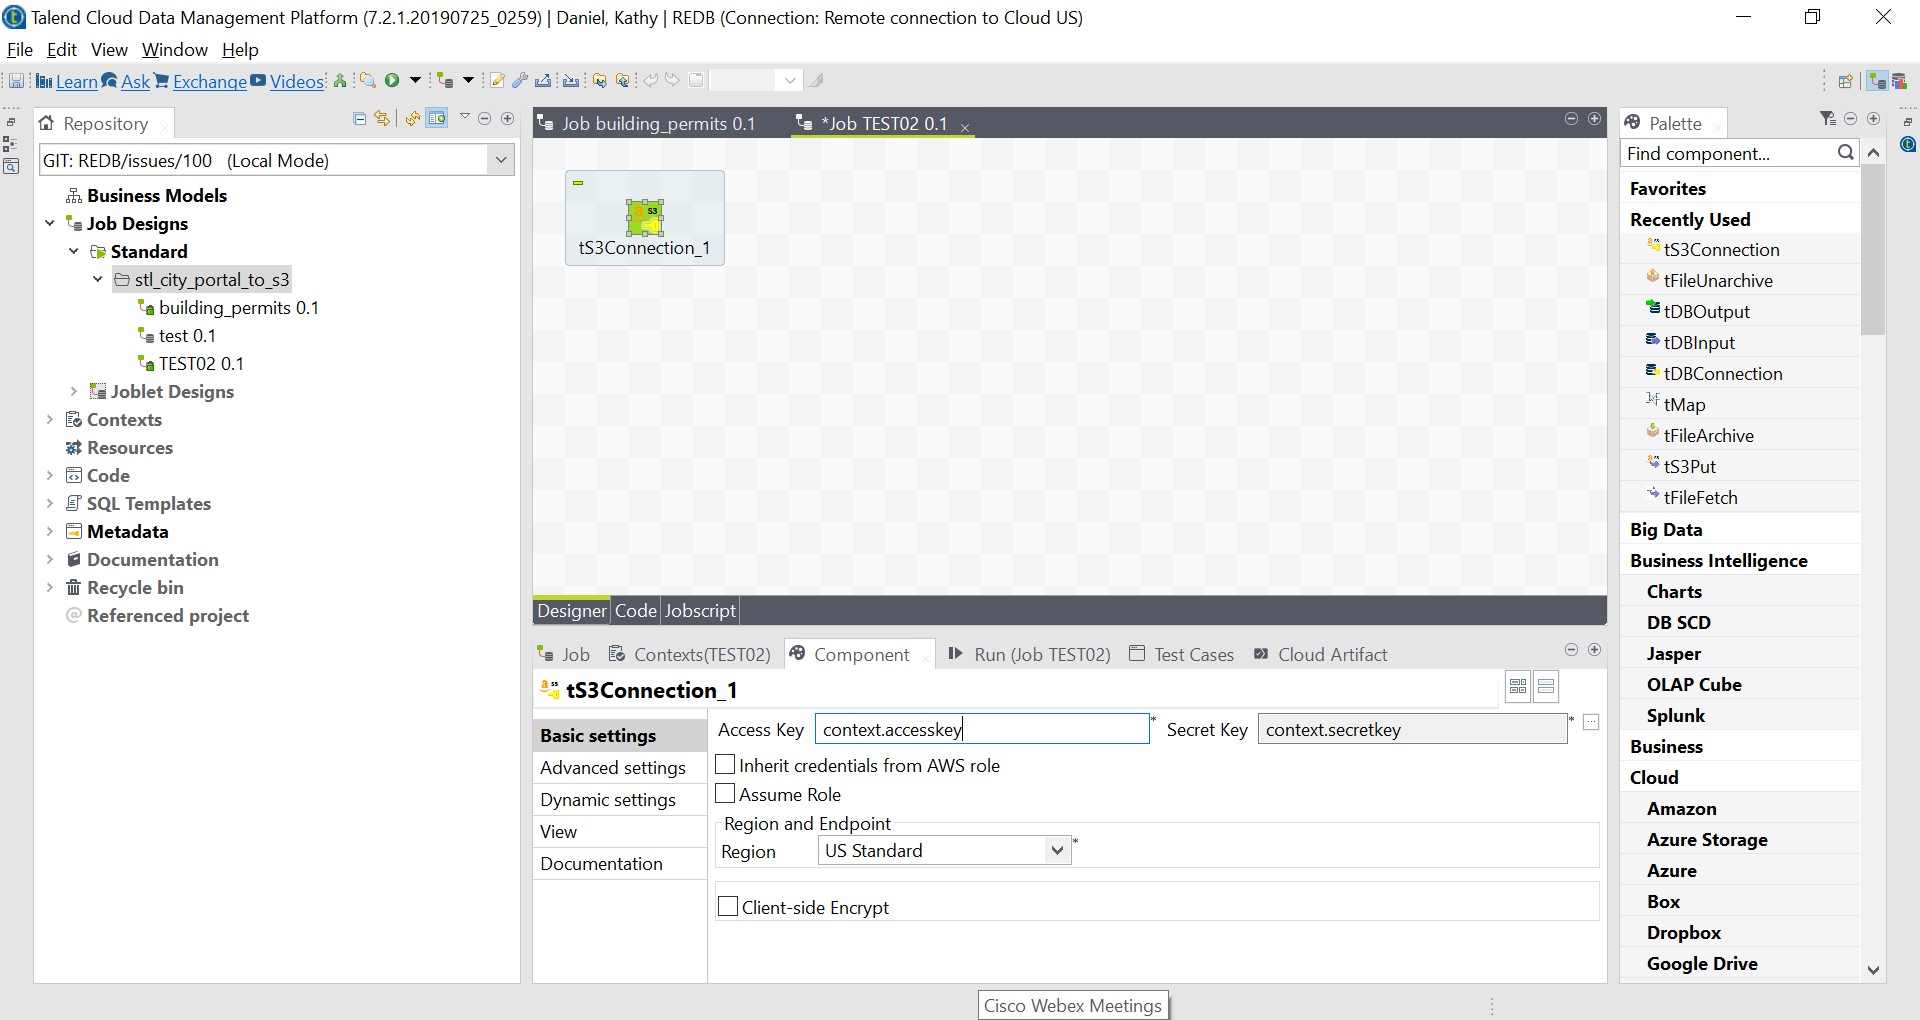 Talend Cloud Data Management Platform (7.2.1.20190725_0259) | Daniel, Kathy | REDB (Connection: Remote connection to Cloud US)
File Edit View Window Help
Learn Ask Exchange Videos
Repository
GIT: REDB/issues/100 (Local Mode)
Business Models
Job Designs
Standard
stl_city_portal_to_s3
building_permits 0.1
test 0.1
TEST02 0.1
Joblet Designs
Contexts
Resources
Code
SQL Templates
Metadata
Documentation
Recycle bin
Referenced project
Job building_permits 0.1 *Job TEST02 0.1
a S3
tS3Connection_1
Designer Code Jobscript
Job Contexts(TEST02) Component Run (Job TEST02) Test Cases Cloud Artifact
tS3Connection_1
Basic settings
Advanced settings
Dynamic settings
View
Documentation
Access Key context.accesskey * Secret Key context.secretkey *
Inherit credentials from AWS role
Assume Role
Region and Endpoint
Region US Standard *
Client-side Encrypt
Palette
Find component...
Favorites
Recently Used
tS3Connection
tFileUnarchive
tDBOutput
tDBInput
tDBConnection
tMap
tFileArchive
tS3Put
tFileFetch
Big Data
Business Intelligence
Charts
DB SCD
Jasper
OLAP Cube
Splunk
Business
Cloud
Amazon
Azure Storage
Azure
Box
Dropbox
Google Drive
Cisco Webex Meetings